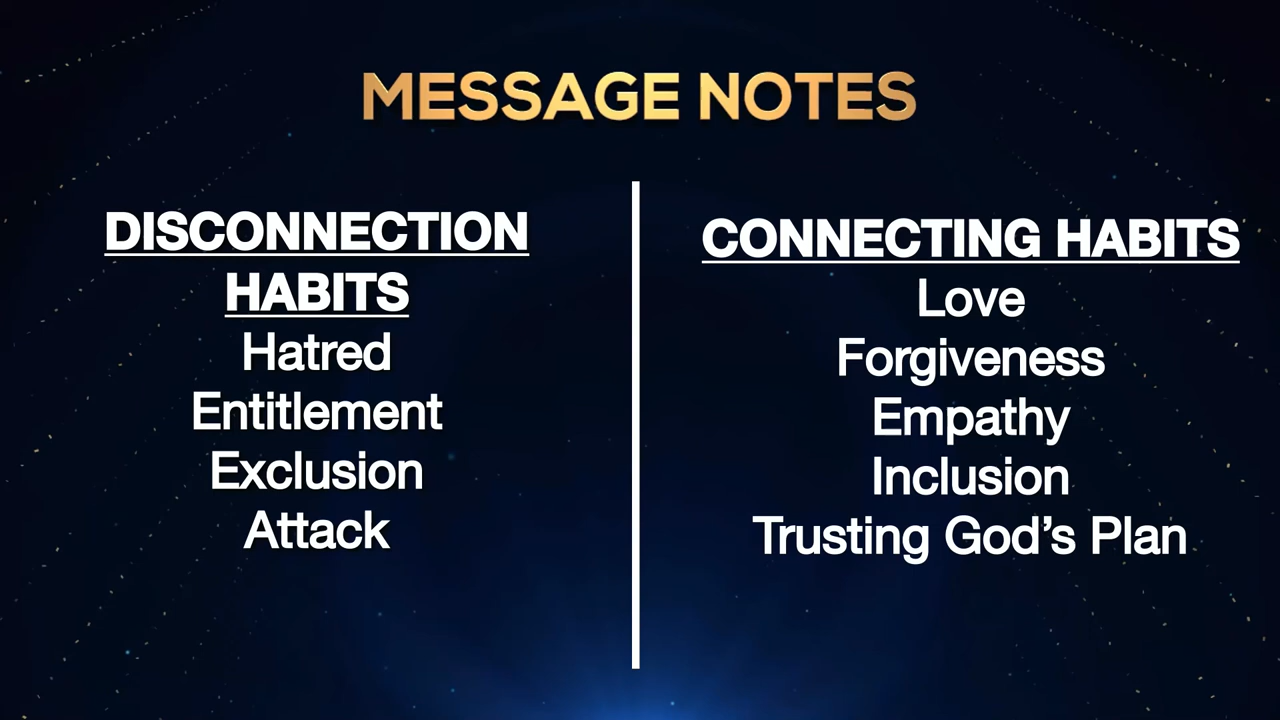 MESSAGE NOTES
DISCONNECTION
HABITS
Hatred
Entitlement
Exclusion
Attack
CONNECTING HABITS
Love
Forgiveness
Empathy
Inclusion
Trusting God’s Plan